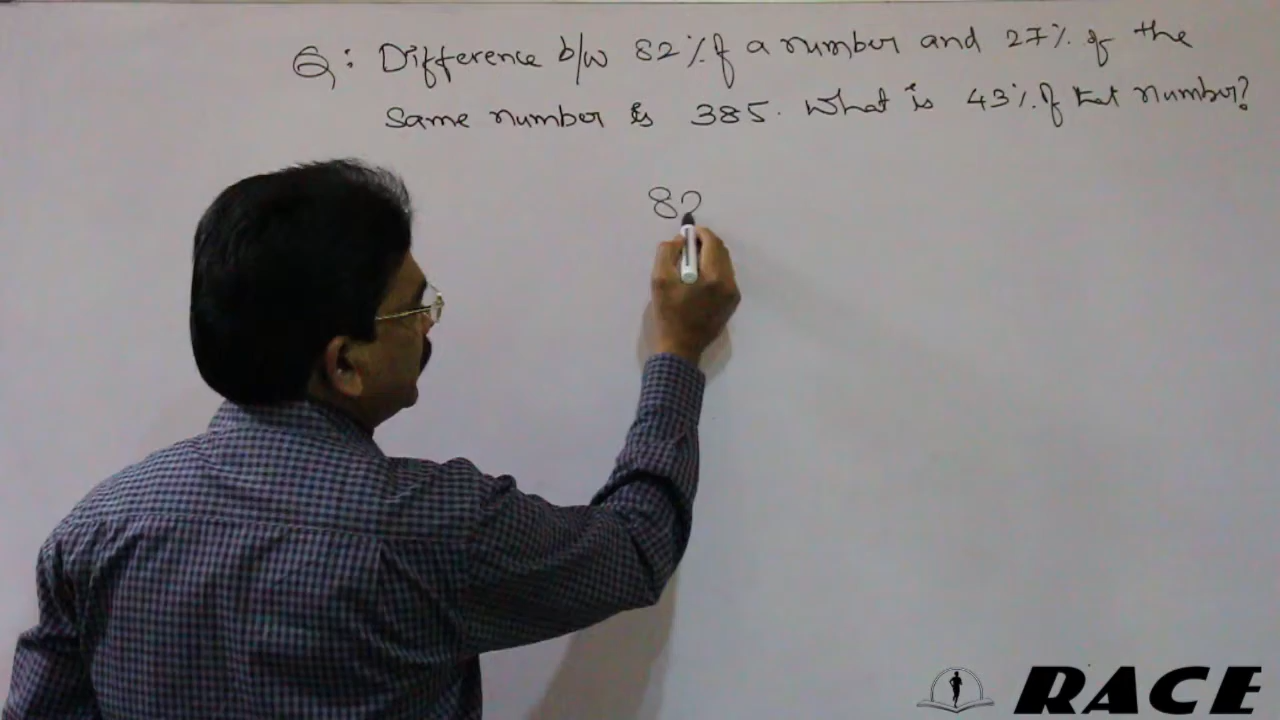 Q: Difference b/w 82% of a number and 27% of the
same number is 385. What is 43% of that number?
82
RACE